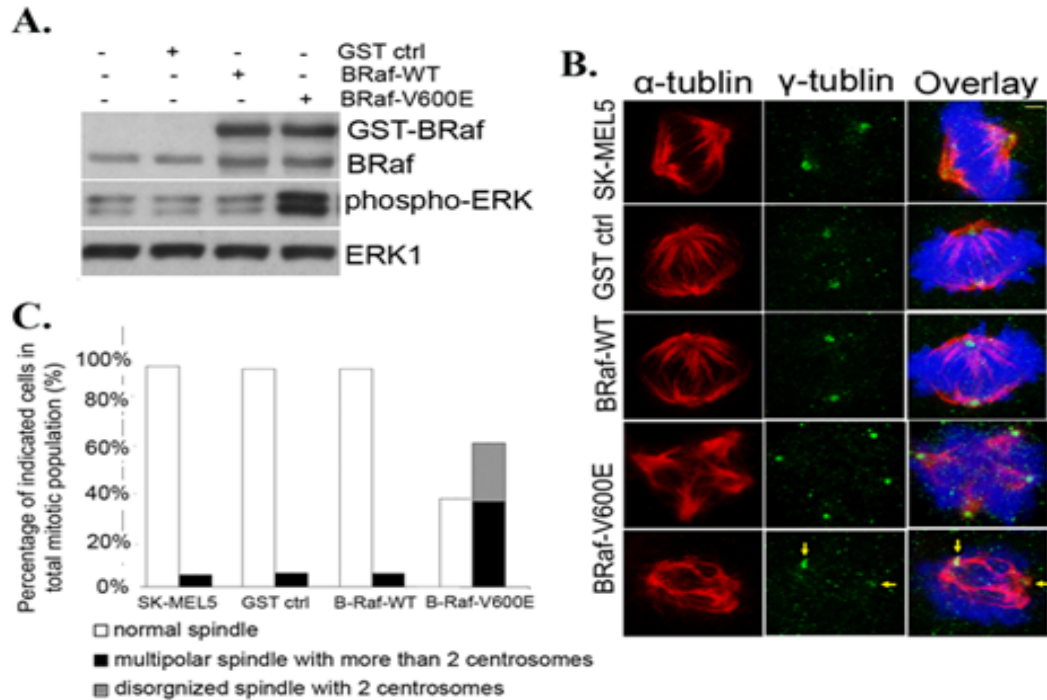 A.
- + - - GST ctrl
- - + - BRaf-WT
- - - + BRaf-V600E
GST-BRaf
BRaf
phospho-ERK
ERK1
B.
α-tublin γ-tublin Overlay
SK-MEL5
GST ctrl
BRaf-WT
BRaf-V600E
C.
Percentage of indicated cells in
total mitotic population (%)
100%
80%
60%
40%
20%
0%
SK-MEL5 GST ctrl B-Raf-WT B-Raf-V600E
normal spindle
multipolar spindle with more than 2 centrosomes
disorgnized spindle with 2 centrosomes